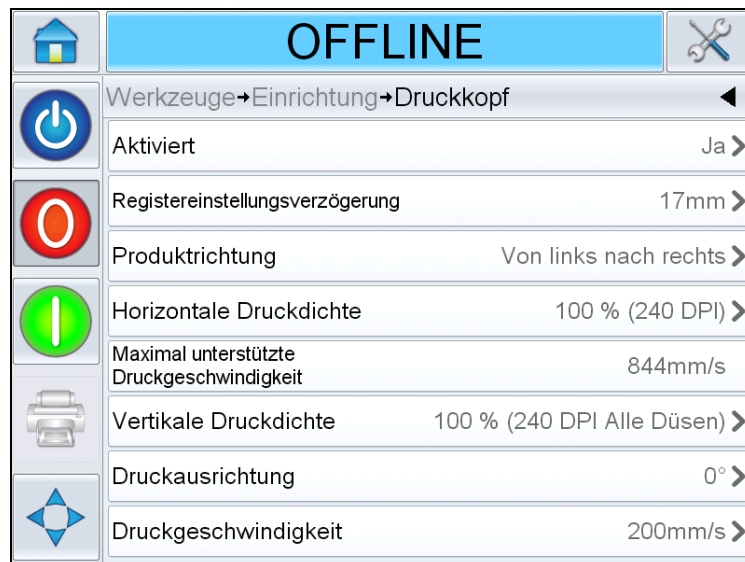 OFFLINE
Werkzeuge→Einrichtung→Druckkopf
Aktiviert Ja
Registereinstellungsverzögerung 17mm
Produktrichtung Von links nach rechts
Horizontale Druckdichte 100 % (240 DPI)
Maximal unterstützte
Druckgeschwindigkeit 844mm/s
Vertikale Druckdichte 100 % (240 DPI Alle Düsen)
Druckausrichtung 0°
Druckgeschwindigkeit 200mm/s